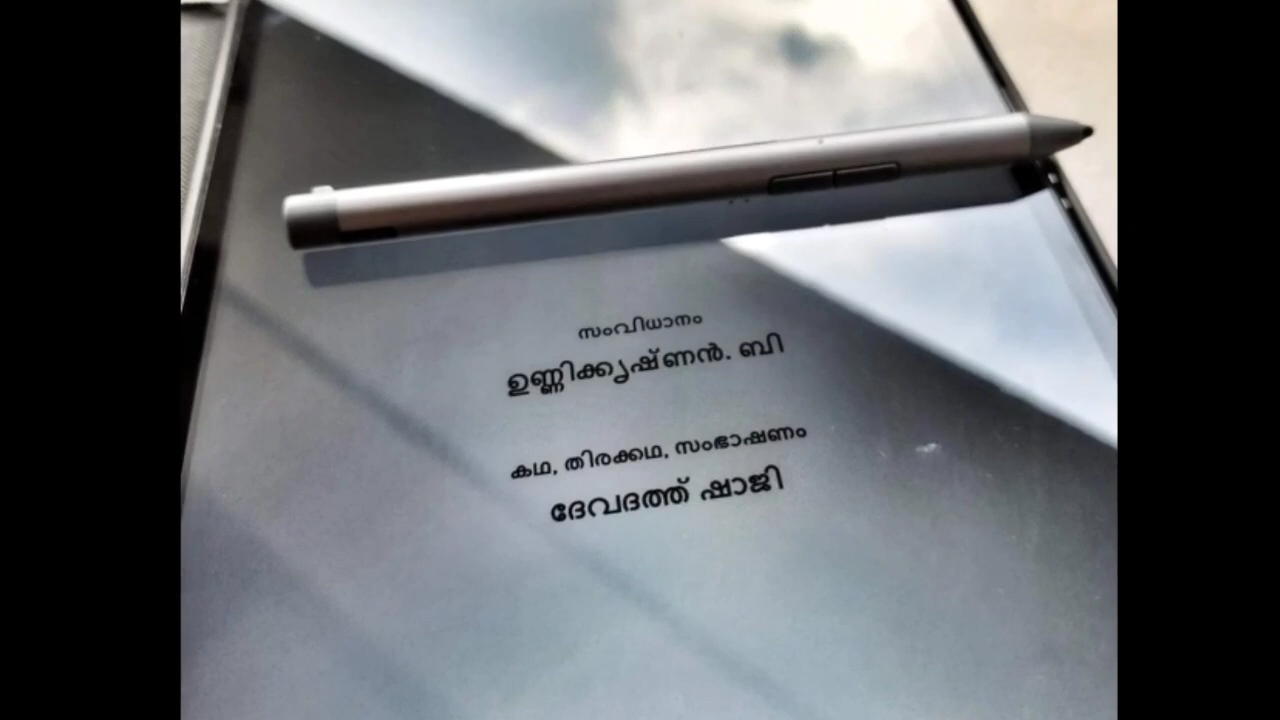 സംവിധാനം
ഉണ്ണിക്കൃഷ്ണൻ. ബി
കഥ, തിരക്കഥ, സംഭാഷണം
ദേവദത്ത് ഷാജി